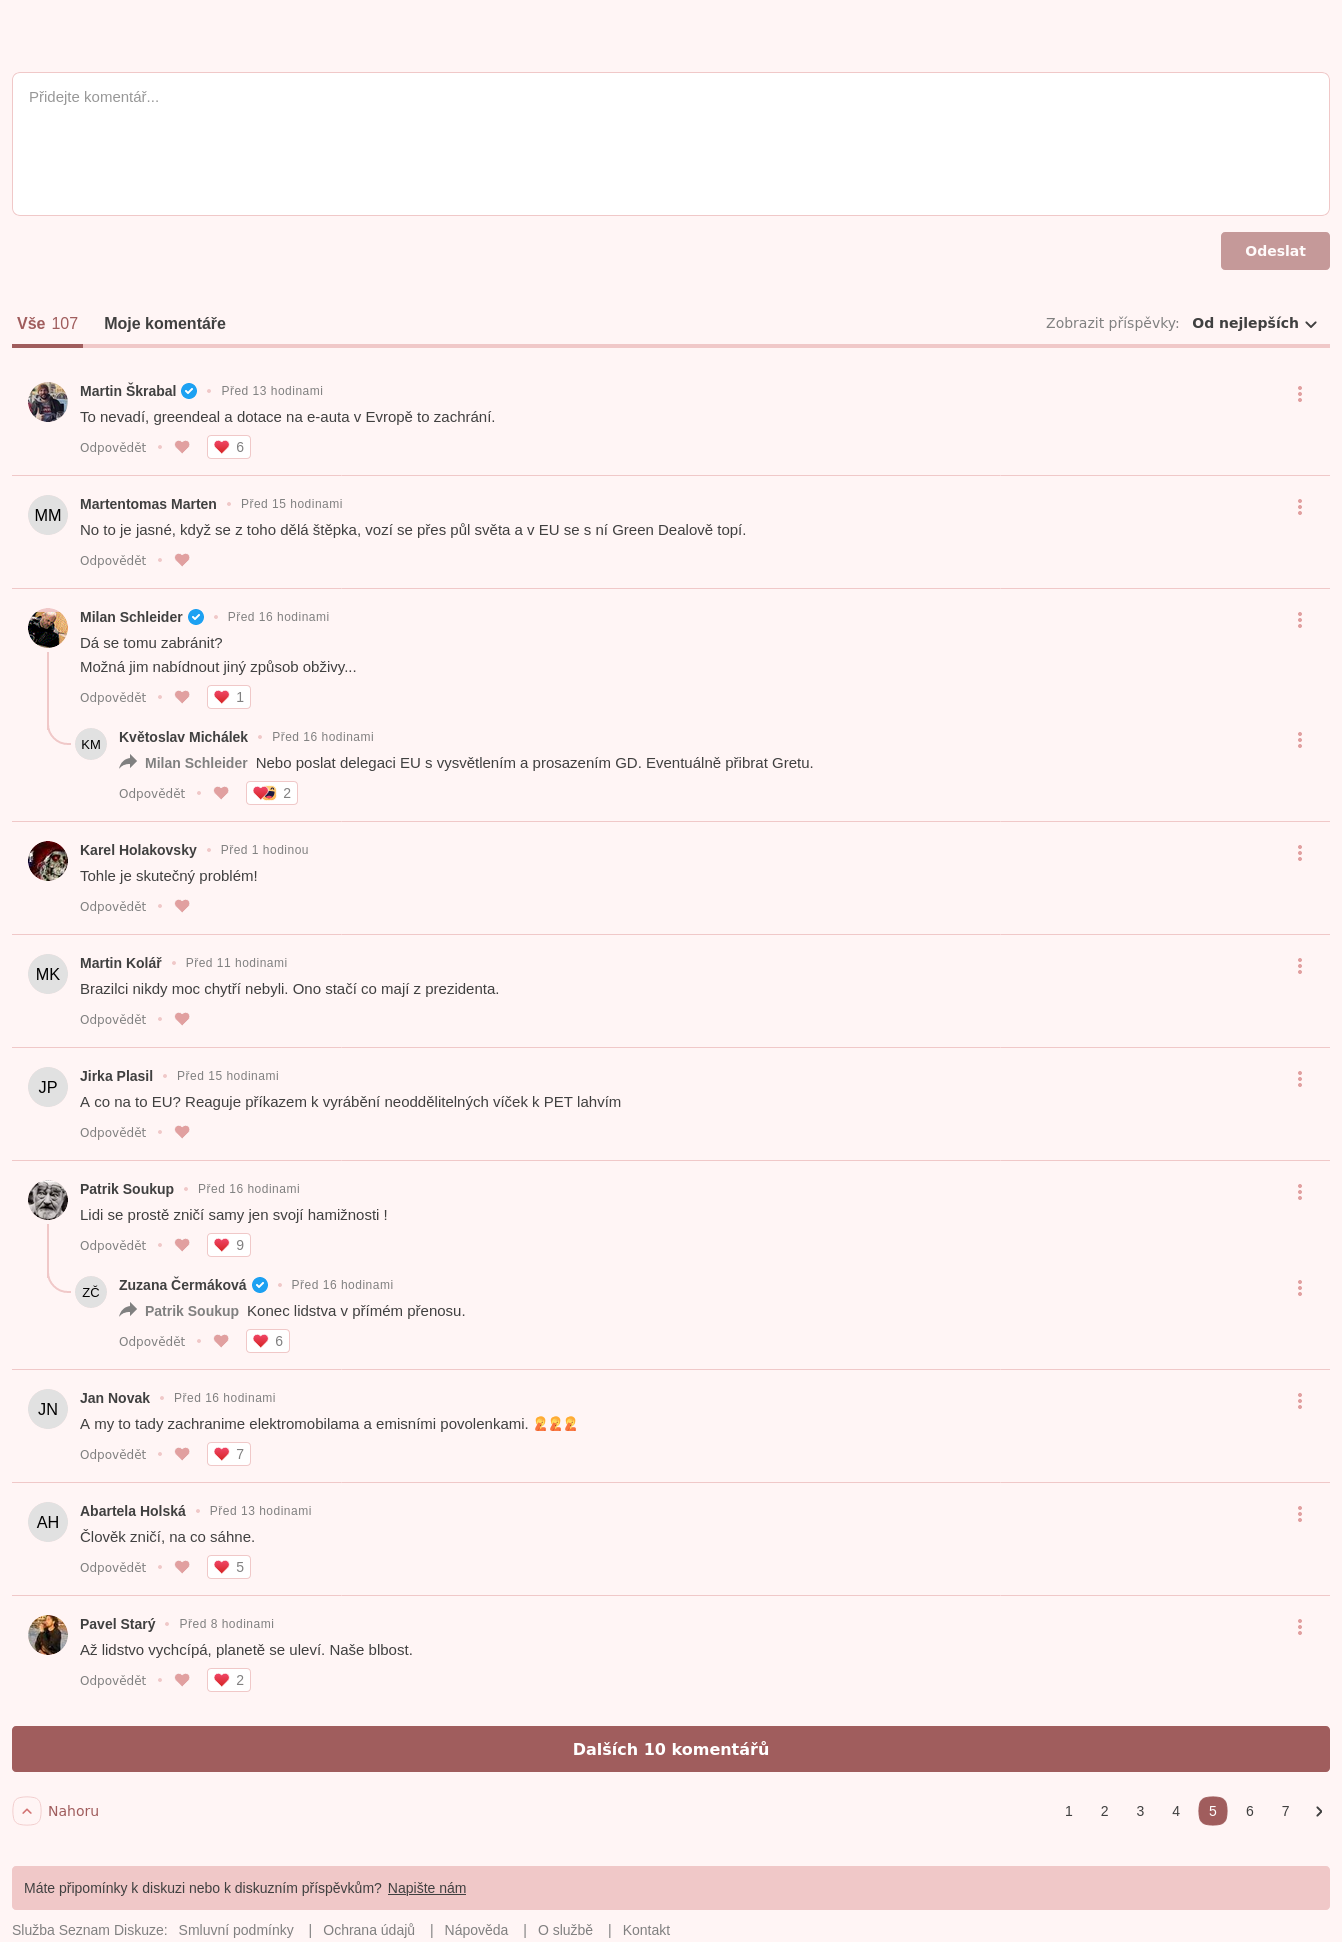 Přidejte komentář...
Odeslat
Vše 107 Moje komentáře Zobrazit příspěvky: Od nejlepších
Martin Škrabal Před 13 hodinami
To nevadí, greendeal a dotace na e-auta v Evropě to zachrání.
Odpovědět 6
MM Martentomas Marten Před 15 hodinami
No to je jasné, když se z toho dělá štěpka, vozí se přes půl světa a v EU se s ní Green Dealově topí.
Odpovědět
Milan Schleider Před 16 hodinami
Dá se tomu zabránit?
Možná jim nabídnout jiný způsob obživy...
Odpovědět 1
KM Květoslav Michálek Před 16 hodinami
Milan Schleider Nebo poslat delegaci EU s vysvětlením a prosazením GD. Eventuálně přibrat Gretu.
Odpovědět 2
Karel Holakovsky Před 1 hodinou
Tohle je skutečný problém!
Odpovědět
MK Martin Kolář Před 11 hodinami
Brazilci nikdy moc chytří nebyli. Ono stačí co mají z prezidenta.
Odpovědět
JP Jirka Plasil Před 15 hodinami
A co na to EU? Reaguje příkazem k vyrábění neoddělitelných víček k PET lahvím
Odpovědět
Patrik Soukup Před 16 hodinami
Lidi se prostě zničí samy jen svojí hamižnosti !
Odpovědět 9
ZČ Zuzana Čermáková Před 16 hodinami
Patrik Soukup Konec lidstva v přímém přenosu.
Odpovědět 6
JN Jan Novak Před 16 hodinami
A my to tady zachranime elektromobilama a emisními povolenkami. 🤦🤦🤦
Odpovědět 7
AH Abartela Holská Před 13 hodinami
Člověk zničí, na co sáhne.
Odpovědět 5
Pavel Starý Před 8 hodinami
Až lidstvo vychcípá, planetě se uleví. Naše blbost.
Odpovědět 2
Dalších 10 komentářů
Nahoru 1 2 3 4 5 6 7
Máte připomínky k diskuzi nebo k diskuzním příspěvkům? Napište nám
Služba Seznam Diskuze: Smluvní podmínky | Ochrana údajů | Nápověda | O službě | Kontakt